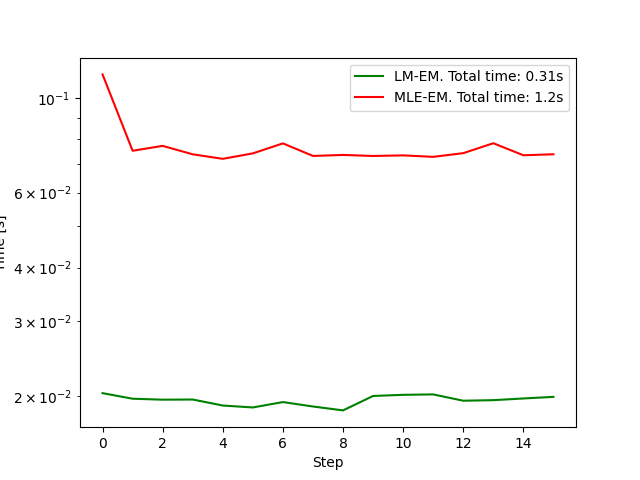 LM-EM. Total time: 0.31s
MLE-EM. Total time: 1.2s
10⁻¹
6 × 10⁻²
4 × 10⁻²
3 × 10⁻²
2 × 10⁻²
[s]
0 2 4 6 8 10 12 14
Step